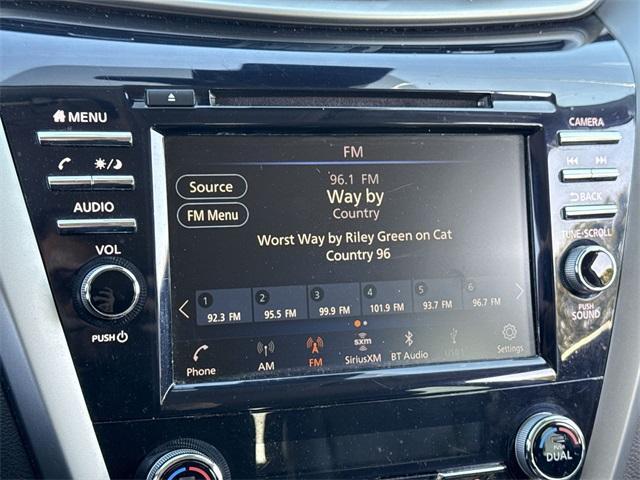 MENU
CAMERA
BACK
AUDIO
VOL
PUSH
TUNE·SCROLL
PUSH
SOUND
FM
Source
FM Menu
96.1 FM
Way by
Country
Worst Way by Riley Green on Cat
Country 96
1 92.3 FM
2 95.5 FM
3 99.9 FM
4 101.9 FM
5 93.7 FM
6 96.7 FM
Phone
AM
FM
sxm
SiriusXM
BT Audio
Settings
PUSH
DUAL